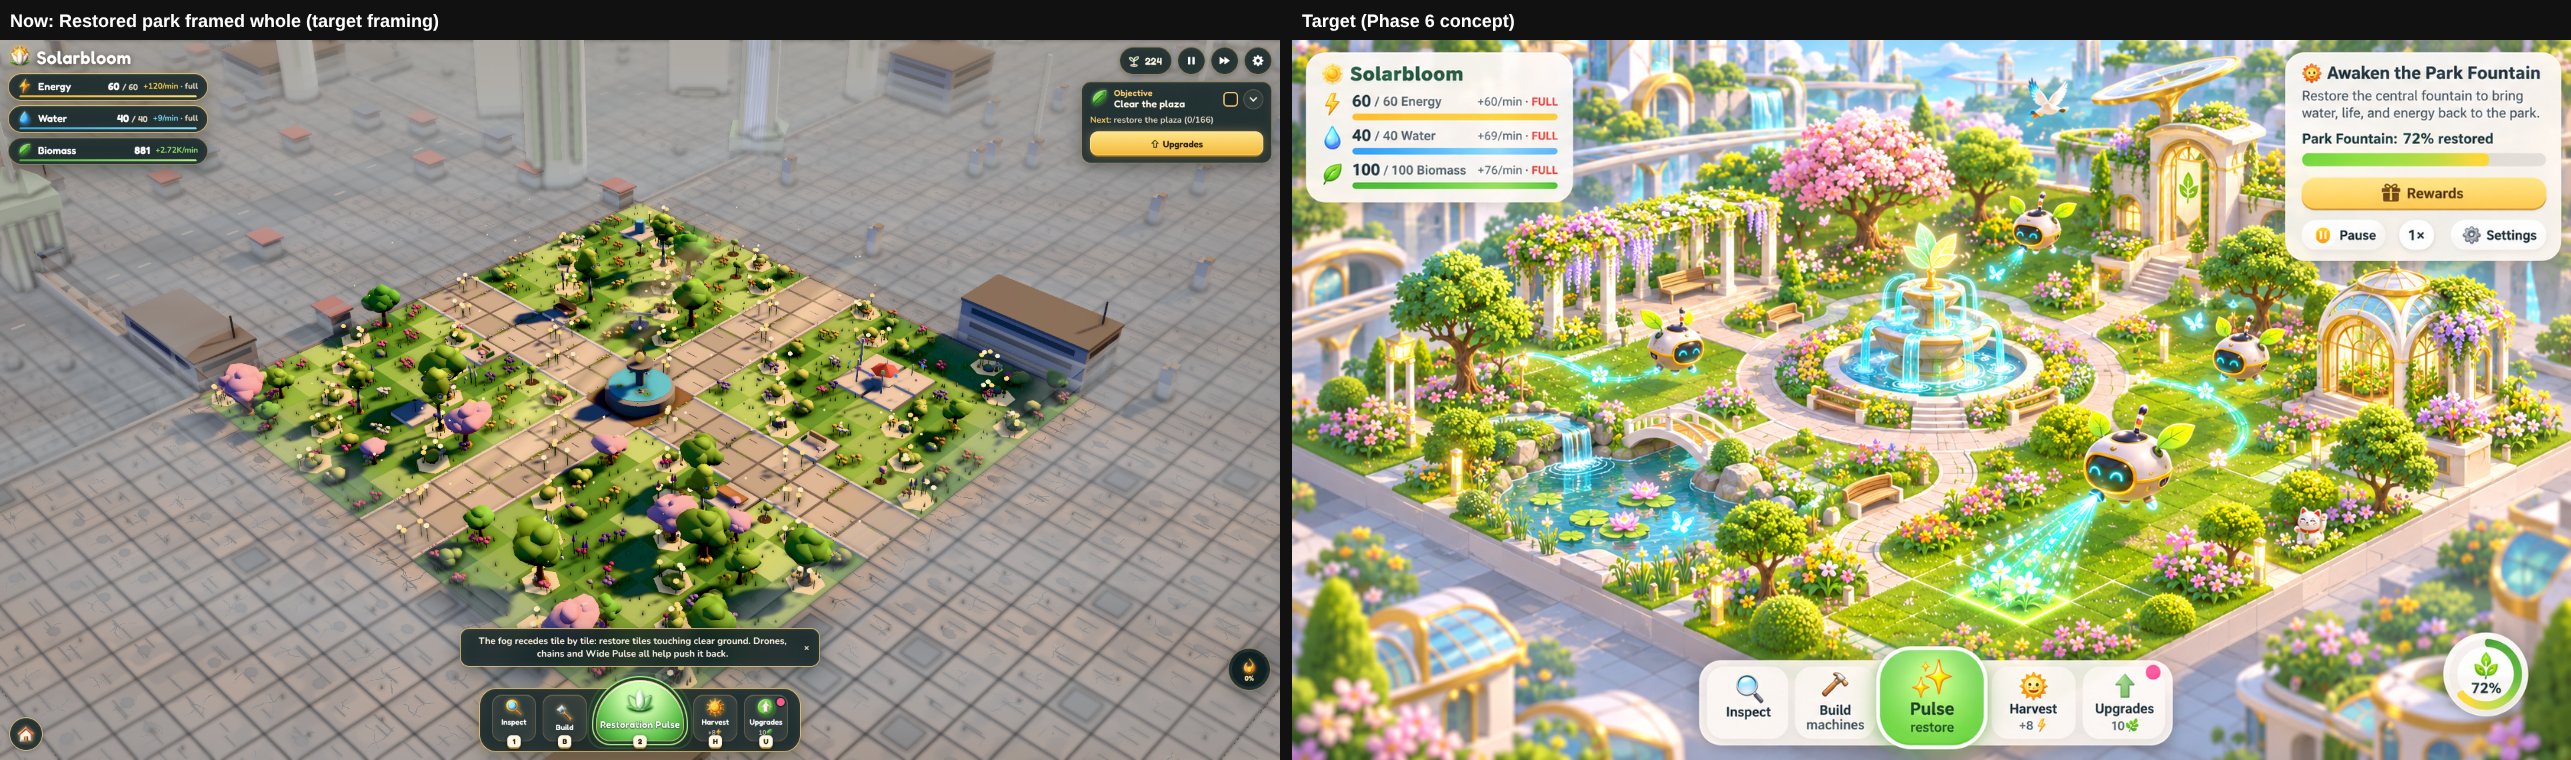 Now: Restored park framed whole (target framing)
Solarbloom
Energy 60 / 60 +120/min · full
Water 40 / 40 +9/min · full
Biomass 881 +2.72K/min
224
Objective
Clear the plaza
Next: restore the plaza (0/166)
Upgrades
The fog recedes tile by tile: restore tiles touching clear ground. Drones,
chains and Wide Pulse all help push it back.
×
0%
Inspect
1
Build
B
Restoration Pulse
2
Harvest
+8
H
Upgrades
10
U
Target (Phase 6 concept)
Solarbloom
60 / 60 Energy +60/min · FULL
40 / 40 Water +69/min · FULL
100 / 100 Biomass +76/min · FULL
Awaken the Park Fountain
Restore the central fountain to bring
water, life, and energy back to the park.
Park Fountain: 72% restored
Rewards
Pause 1× Settings
Inspect
Build
machines
Pulse
restore
Harvest
+8
Upgrades
10
72%